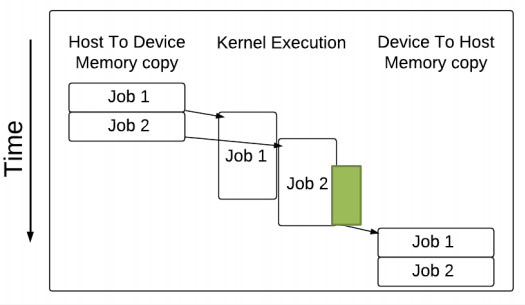 Host To Device
Memory copy
Kernel Execution
Device To Host
Memory copy
Time
Job 1
Job 2
Job 1
Job 2
Job 1
Job 2